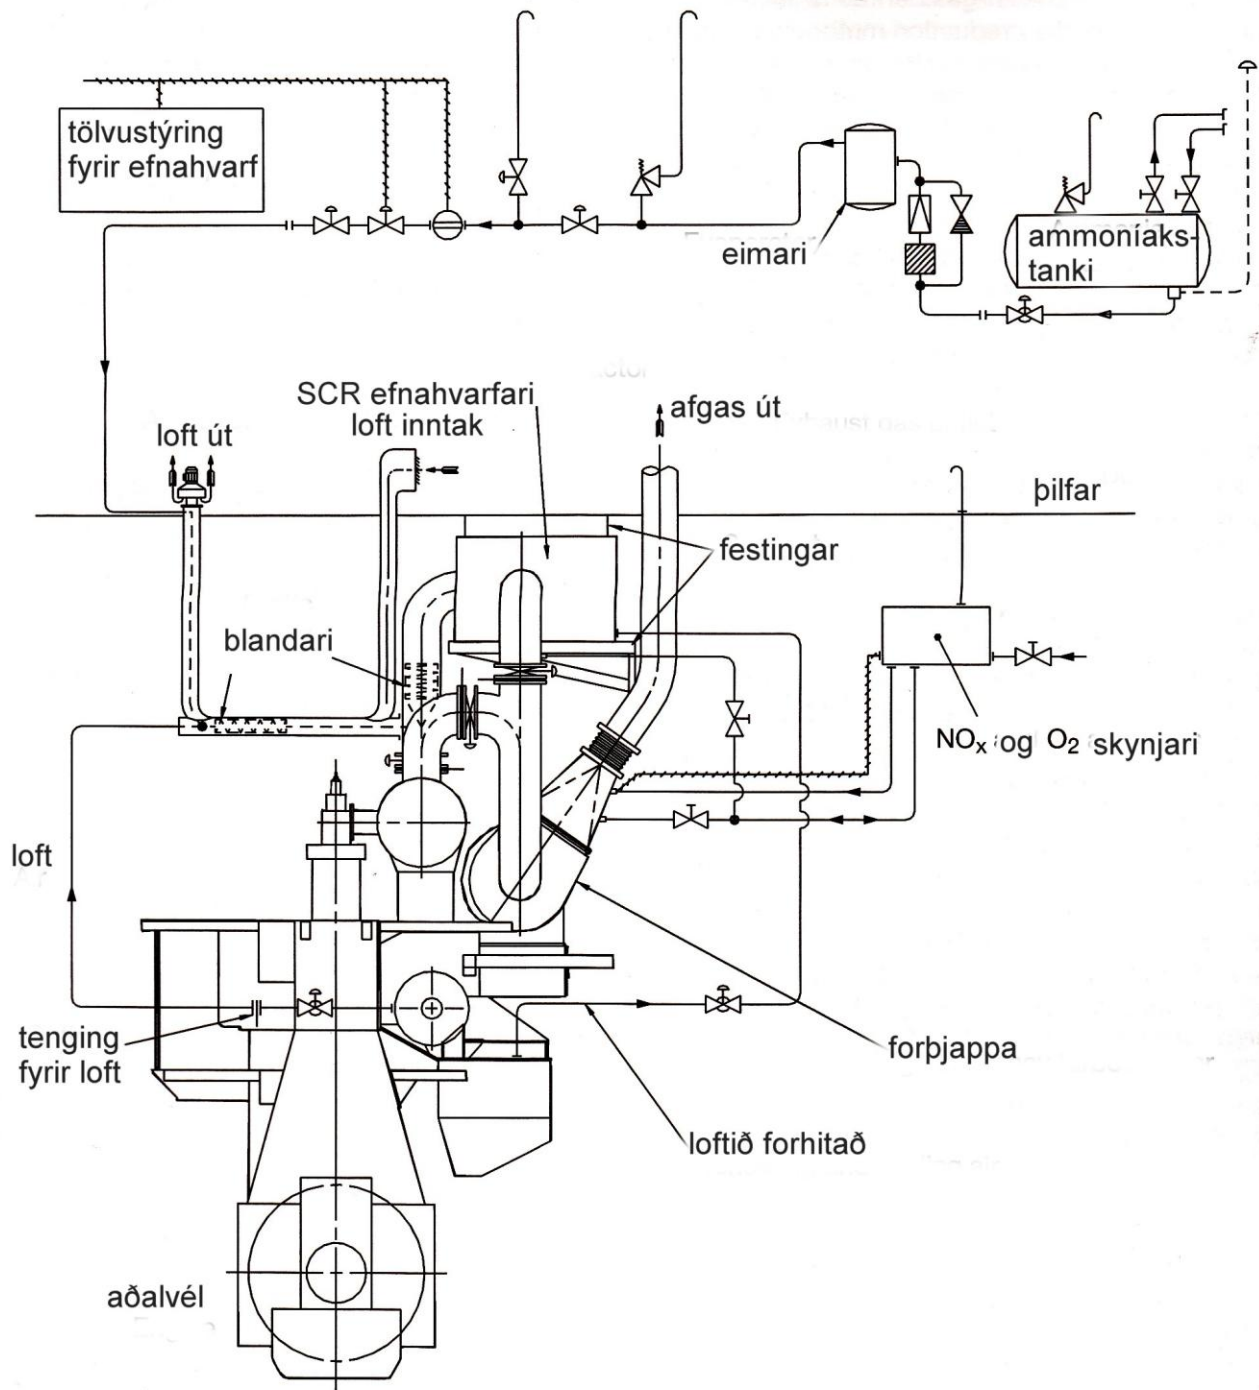 tölvustýring
fyrir efnahvarf
eimari
ammoníaks-
tanki
SCR efnahvarfari
loft inntak
loft út
afgas út
þilfar
festingar
blandari
NOx og O2 skynjari
loft
tenging
fyrir loft
forþjappa
loftið forhitað
aðalvél